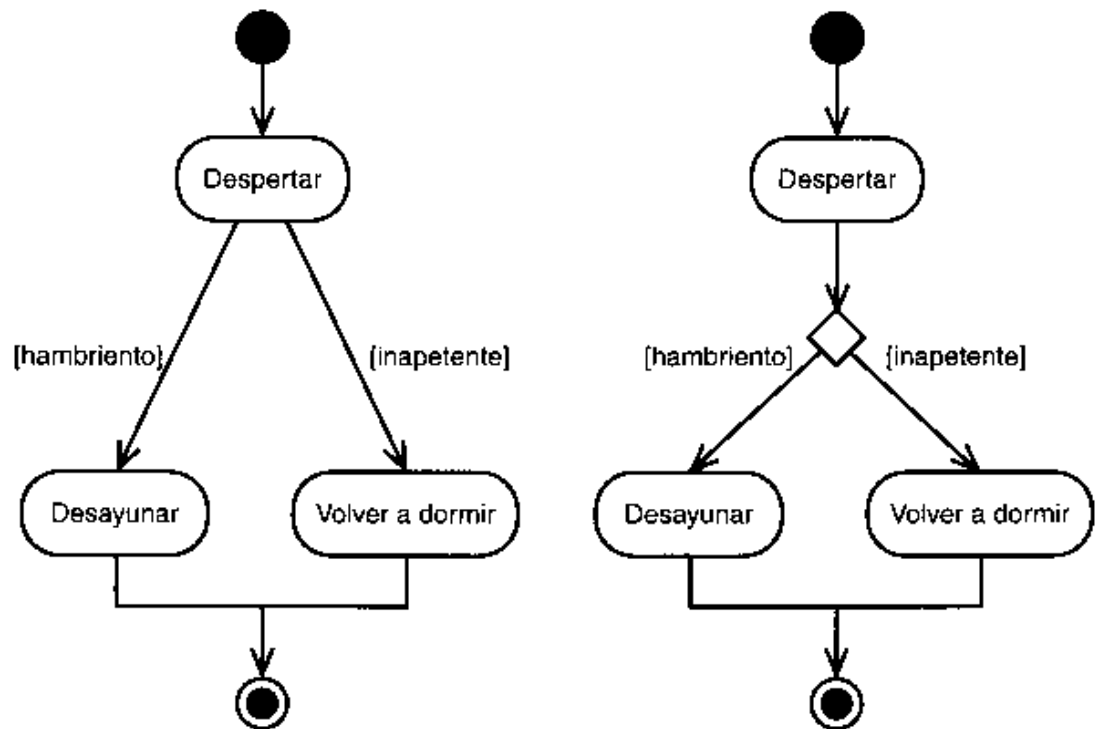 Despertar
Despertar
[hambriento}
{inapetente]
[hambriento]
{inapetente]
Desayunar
Volver a dormir
Desayunar
Volver a dormir